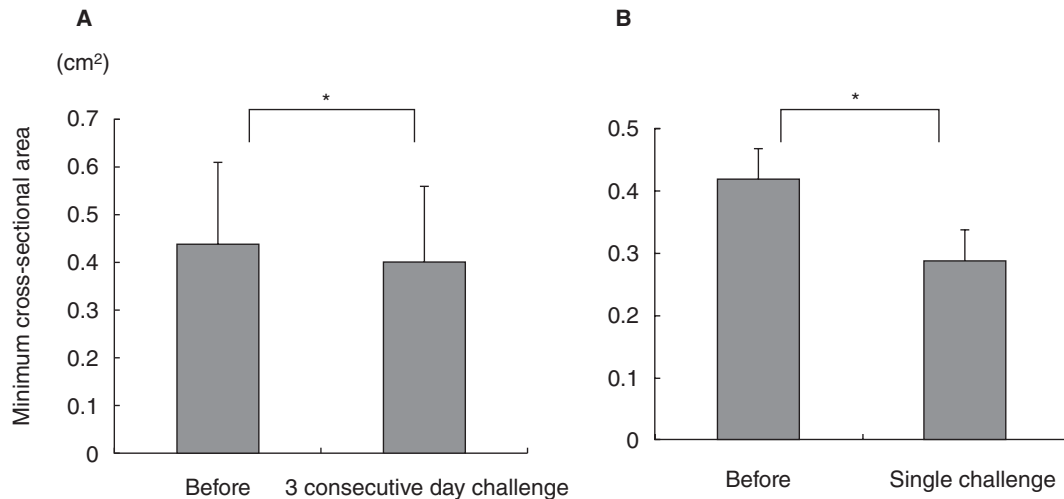 A
(cm²)
Minimum cross-sectional area
0.7
0.6
0.5
0.4
0.3
0.2
0.1
0
*
Before
3 consecutive day challenge
B
0.5
0.4
0.3
0.2
0.1
0
*
Before
Single challenge